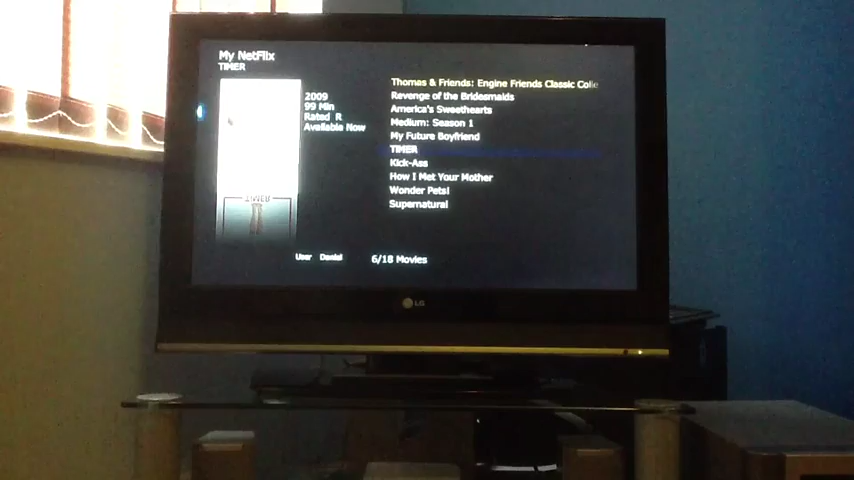 My NetFlix
TIMER
2009
99 Min
Rated R
Available Now
Thomas & Friends: Engine Friends Classic Colle
Revenge of the Bridesmaids
America's Sweethearts
Medium: Season 1
My Future Boyfriend
TIMER
Kick-Ass
How I Met Your Mother
Wonder Pets!
Supernatural
TIMER
User Daniel
6/18 Movies
LG